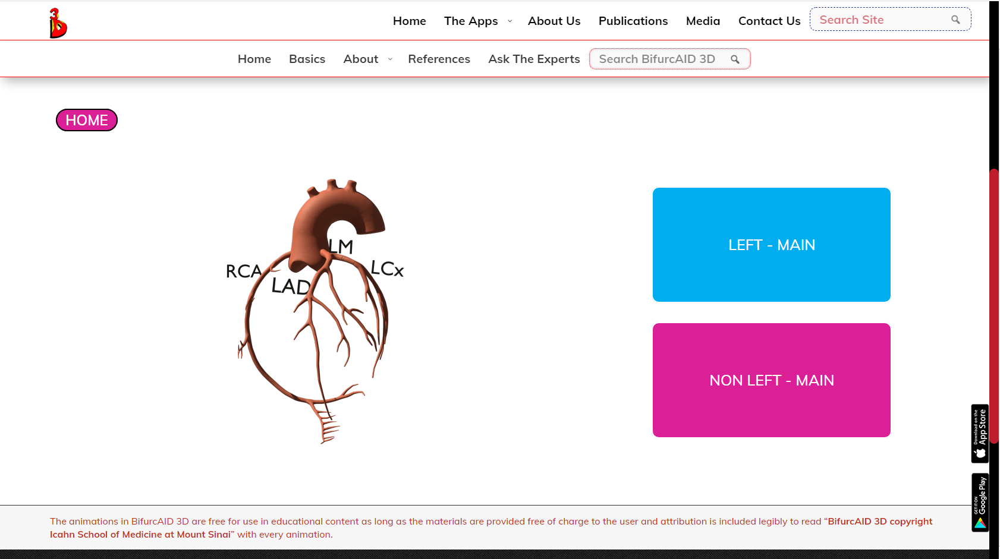 3D
Home The Apps About Us Publications Media Contact Us Search Site
Home Basics About References Ask The Experts Search BifurcAID 3D
HOME
LM
RCA
LCx
LAD
LEFT - MAIN
NON LEFT - MAIN
Download on the
App Store
GET IT ON
Google Play
The animations in BifurcAID 3D are free for use in educational content as long as the materials are provided free of charge to the user and attribution is included legibly to read “BifurcAID 3D copyright
Icahn School of Medicine at Mount Sinai” with every animation.